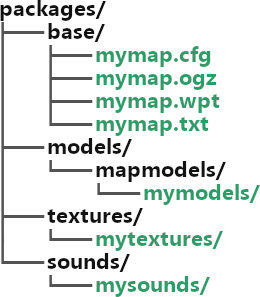 packages/
base/
mymap.cfg
mymap.ogz
mymap.wpt
mymap.txt
models/
mapmodels/
mymodels/
textures/
mytextures/
sounds/
mysounds/